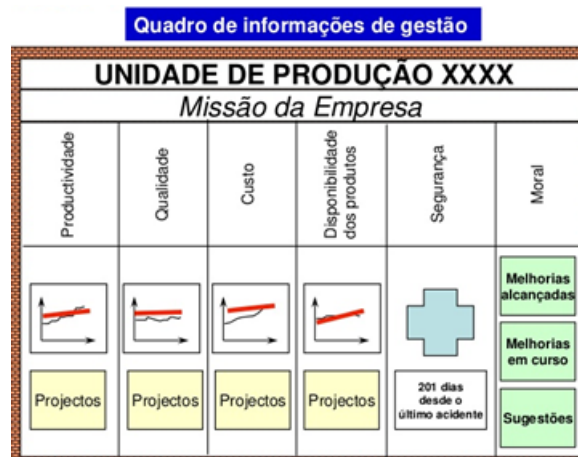 Quadro de informações de gestão
UNIDADE DE PRODUÇÃO XXXX
Missão da Empresa
Productividade
Qualidade
Custo
Disponibilidade
dos produtos
Segurança
Moral
Melhorias
alcançadas
Melhorias
em curso
Projectos
Projectos
Projectos
Projectos
201 dias
desde o
último acidente
Sugestões